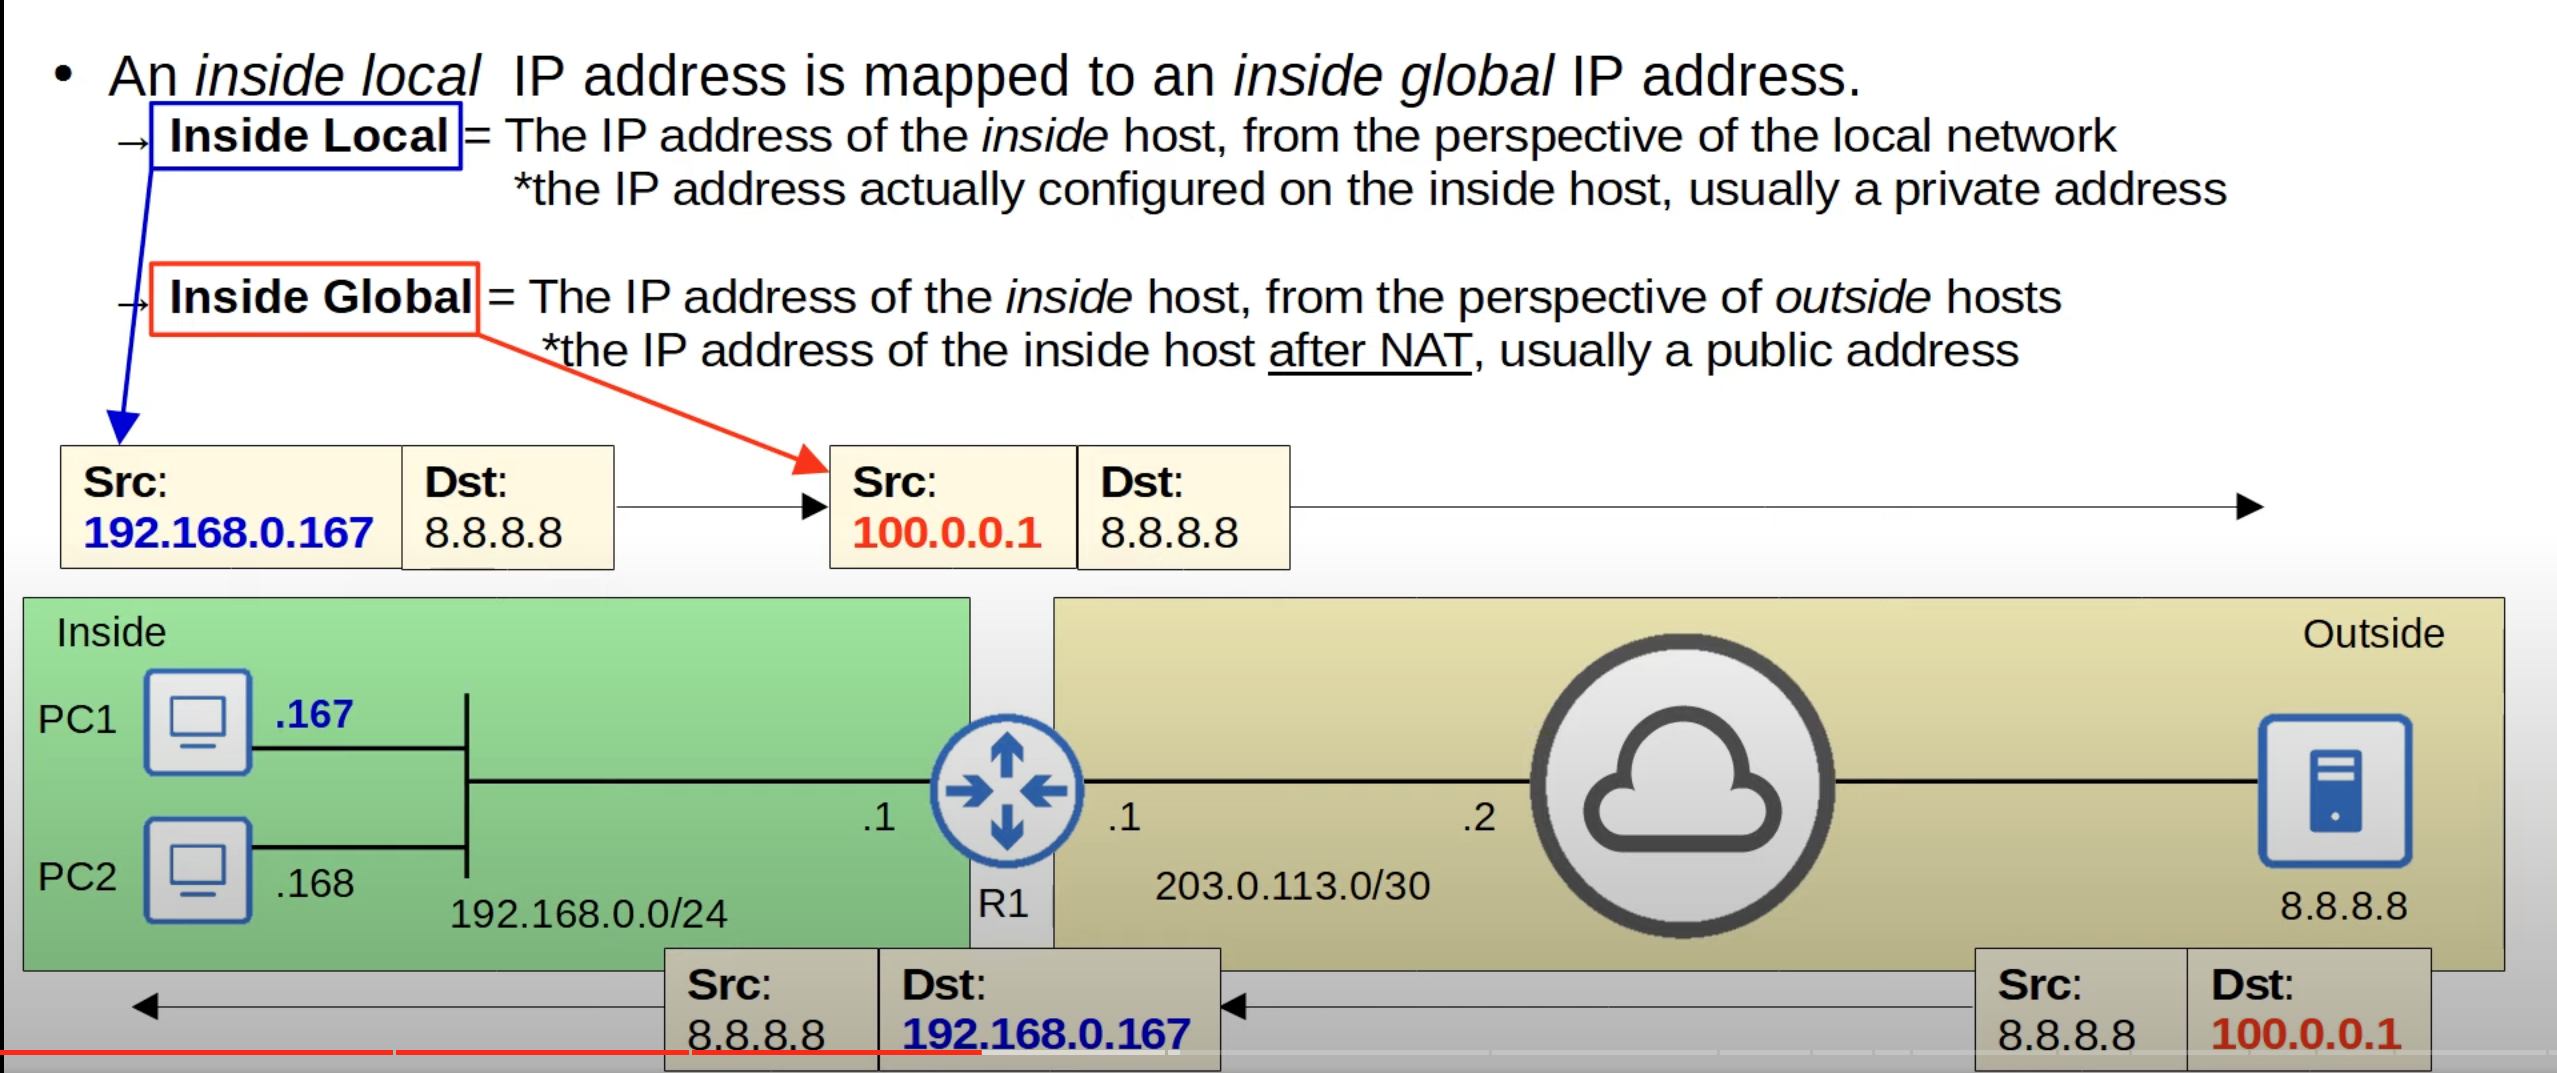 • An inside local IP address is mapped to an inside global IP address.
→ Inside Local = The IP address of the inside host, from the perspective of the local network
*the IP address actually configured on the inside host, usually a private address
→ Inside Global = The IP address of the inside host, from the perspective of outside hosts
*the IP address of the inside host after NAT, usually a public address
Src:
192.168.0.167
Dst:
8.8.8.8
Src:
100.0.0.1
Dst:
8.8.8.8
Inside
PC1
.167
PC2
.168
192.168.0.0/24
.1
R1
.1
.2
203.0.113.0/30
Outside
8.8.8.8
Src:
8.8.8.8
Dst:
192.168.0.167
Src:
8.8.8.8
Dst:
100.0.0.1